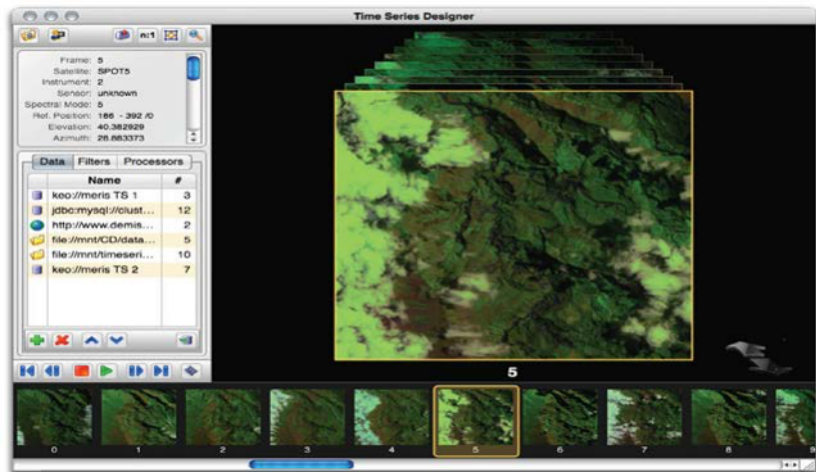 Time Series Designer
n:1
Frame: 5
Satellite: SPOT5
Instrument: 2
Sensor: unknown
Spectral Mode: 5
Ref. Position: 166 - 392 /0
Elevation: 40.382929
Azimuth: 26.663373
Data Filters Processors
Name #
keo://meris TS 1 3
jdbc:mysql://clust... 12
http://www.demis... 2
file://mnt/CD/data... 5
file://mnt/timeseri... 10
keo://meris TS 2 7
5
0 1 2 3 4 5 6 7 8 9